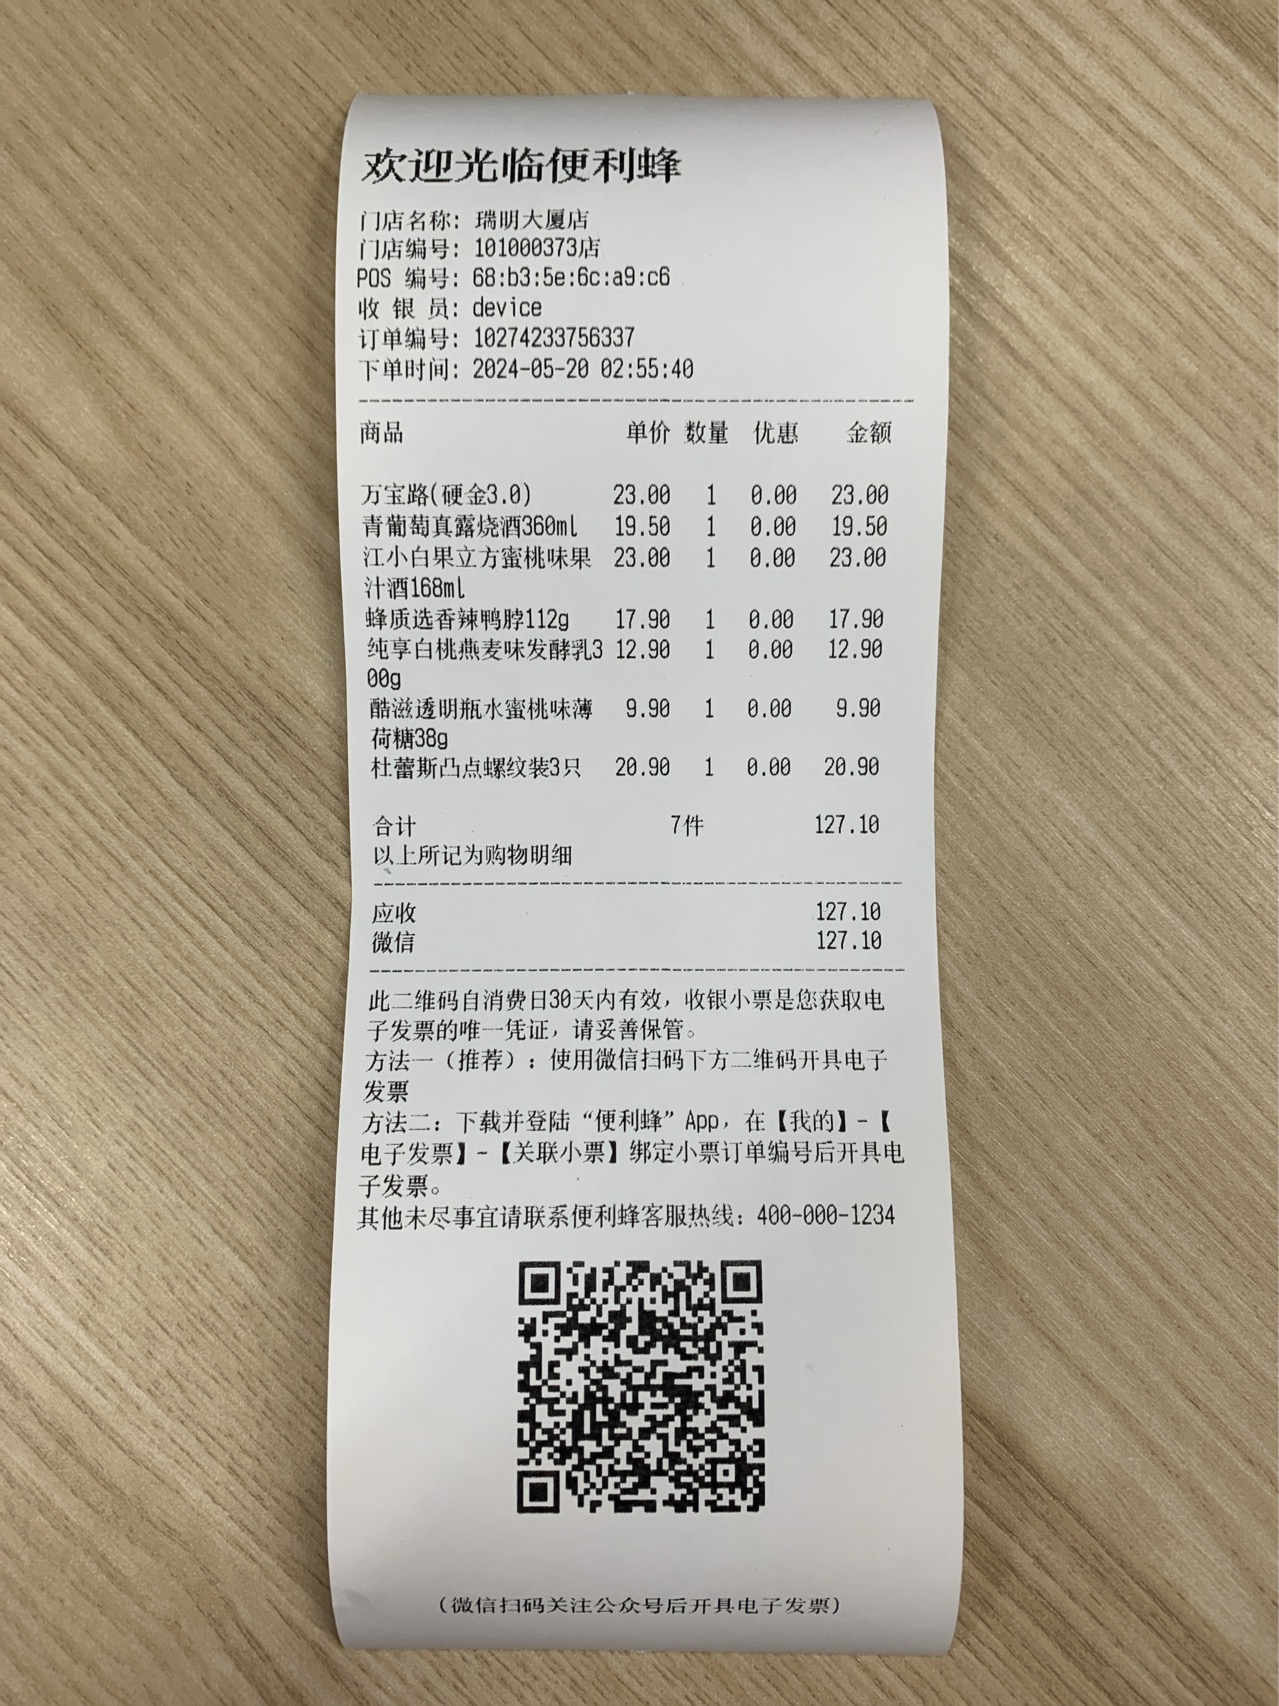 欢迎光临便利蜂
门店名称: 瑞明大厦店
门店编号: 101000373店
POS 编号: 68:b3:5e:6c:a9:c6
收 银 员: device
订单编号: 10274233756337
下单时间: 2024-05-20 02:55:40
商品 单价 数量 优惠 金额
万宝路(硬金3.0) 23.00 1 0.00 23.00
青葡萄真露烧酒360ml 19.50 1 0.00 19.50
江小白果立方蜜桃味果 23.00 1 0.00 23.00
汁酒168ml
蜂质选香辣鸭脖112g 17.90 1 0.00 17.90
纯享白桃燕麦味发酵乳3 12.90 1 0.00 12.90
00g
酷滋透明瓶水蜜桃味薄 9.90 1 0.00 9.90
荷糖38g
杜蕾斯凸点螺纹装3只 20.90 1 0.00 20.90
合计 7件 127.10
以上所记为购物明细
应收 127.10
微信 127.10
此二维码自消费日30天内有效，收银小票是您获取电
子发票的唯一凭证，请妥善保管。
方法一（推荐）：使用微信扫码下方二维码开具电子
发票
方法二：下载并登陆“便利蜂”App，在【我的】-【
电子发票】-【关联小票】绑定小票订单编号后开具电
子发票。
其他未尽事宜请联系便利蜂客服热线：400-000-1234
（微信扫码关注公众号后开具电子发票）